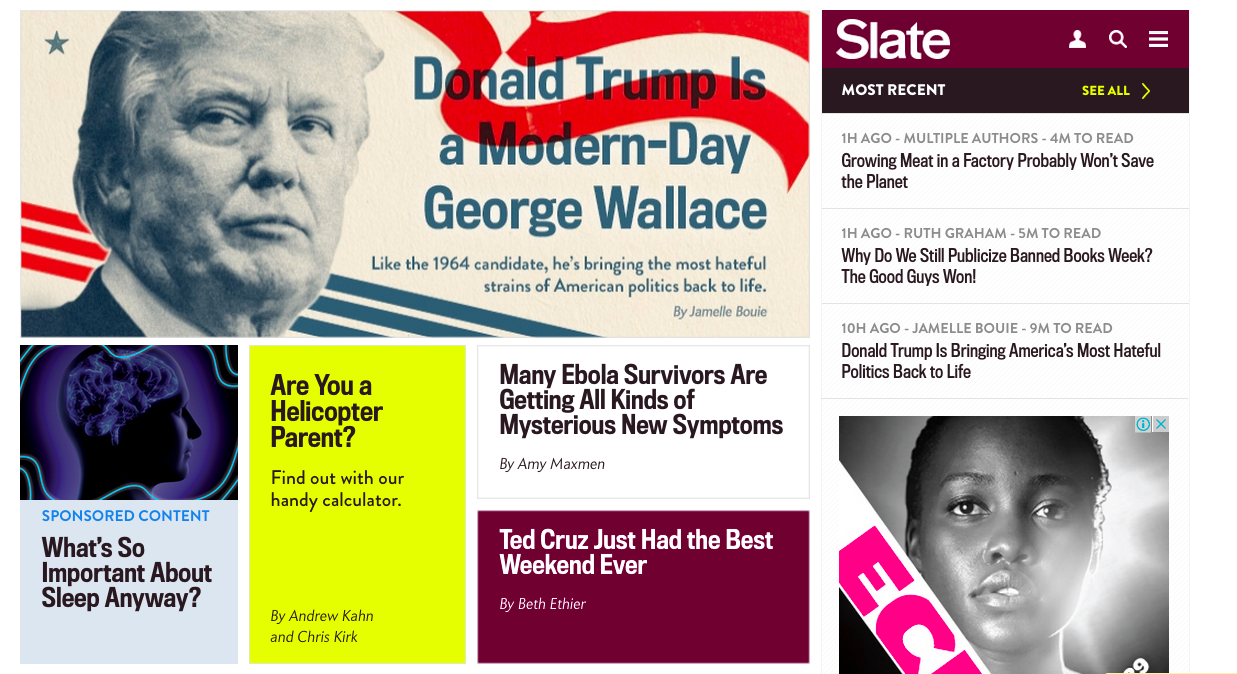 Donald Trump Is
a Modern-Day
George Wallace
Like the 1964 candidate, he's bringing the most hateful
strains of American politics back to life.
By Jamelle Bouie
SPONSORED CONTENT
What's So
Important About
Sleep Anyway?
Are You a
Helicopter
Parent?
Find out with our
handy calculator.
By Andrew Kahn
and Chris Kirk
Many Ebola Survivors Are
Getting All Kinds of
Mysterious New Symptoms
By Amy Maxmen
Ted Cruz Just Had the Best
Weekend Ever
By Beth Ethier
Slate
MOST RECENT
SEE ALL
1H AGO - MULTIPLE AUTHORS - 4M TO READ
Growing Meat in a Factory Probably Won't Save
the Planet
1H AGO - RUTH GRAHAM - 5M TO READ
Why Do We Still Publicize Banned Books Week?
The Good Guys Won!
10H AGO - JAMELLE BOUIE - 9M TO READ
Donald Trump Is Bringing America's Most Hateful
Politics Back to Life